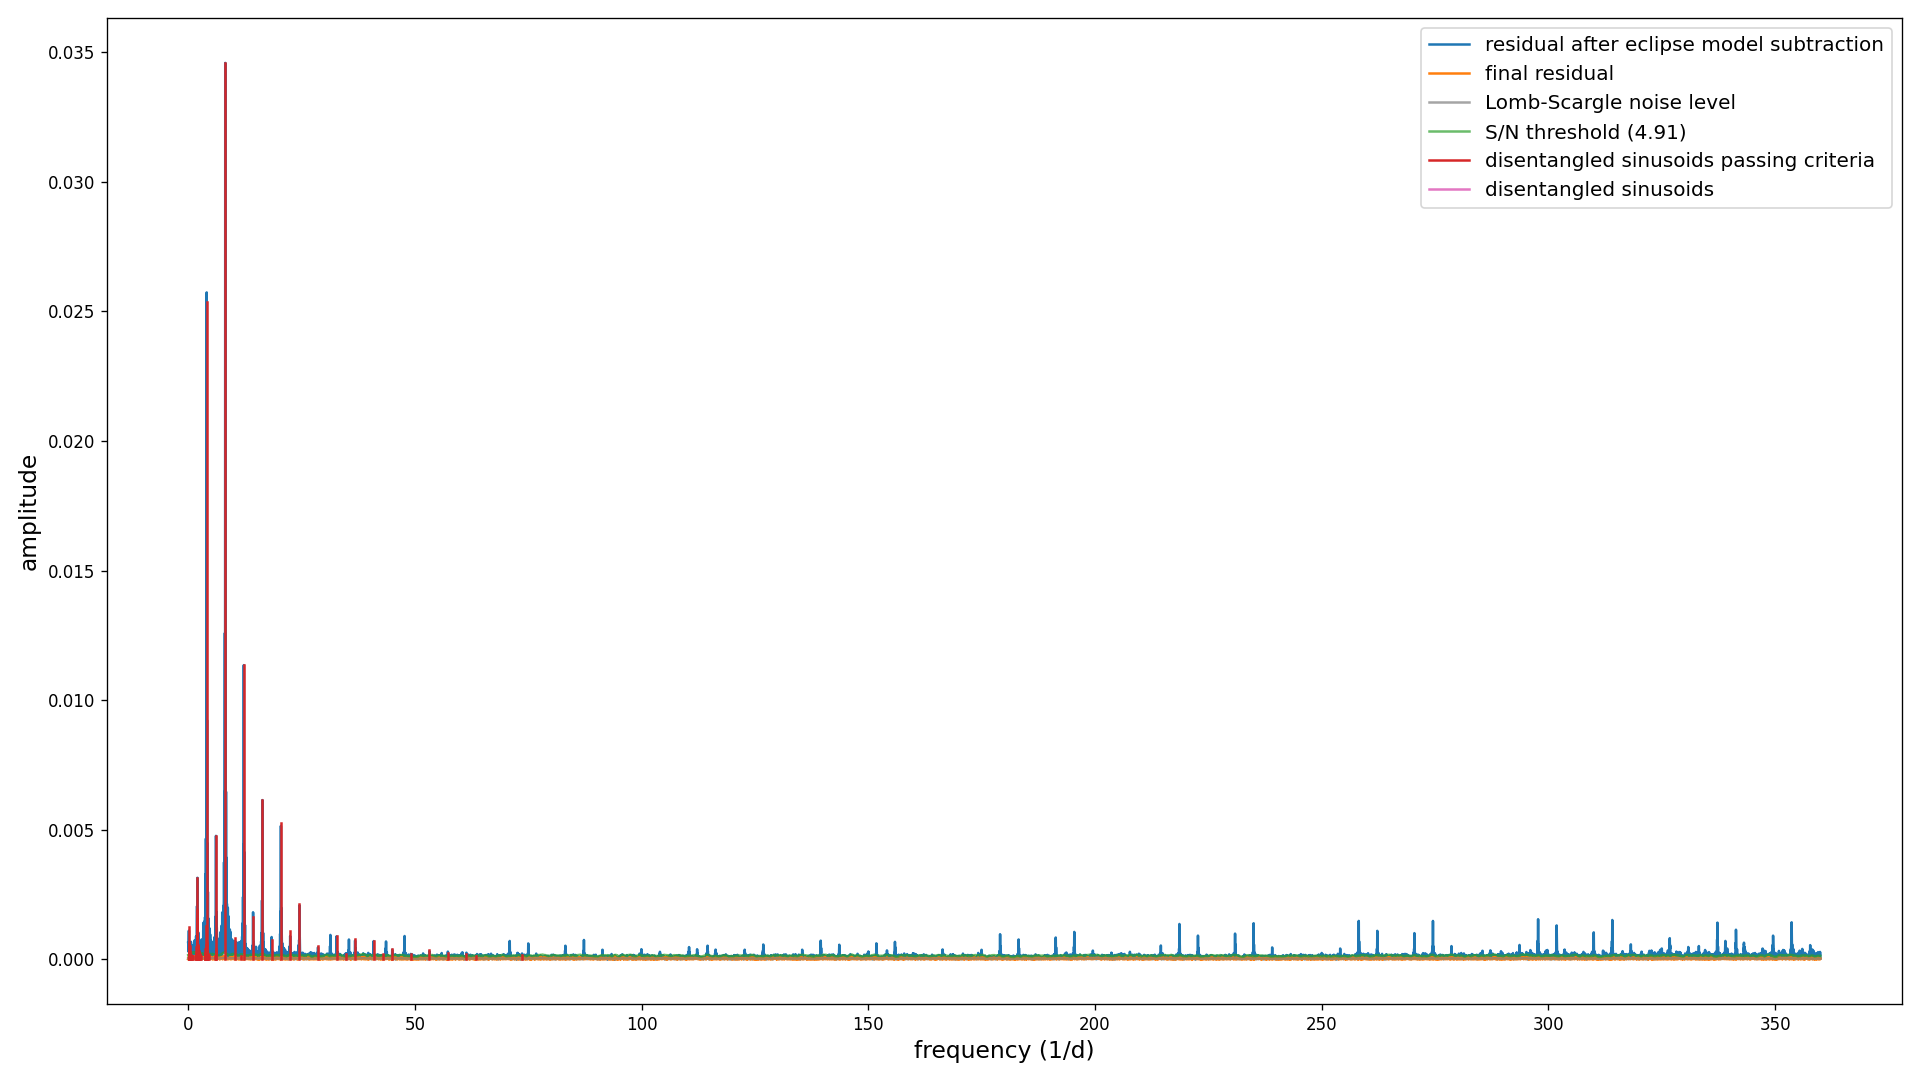 0.035
0.030
0.025
0.020
0.015
0.010
0.005
0.000
amplitude
0
50
100
150
200
250
300
350
frequency (1/d)
residual after eclipse model subtraction
final residual
Lomb-Scargle noise level
S/N threshold (4.91)
disentangled sinusoids passing criteria
disentangled sinusoids